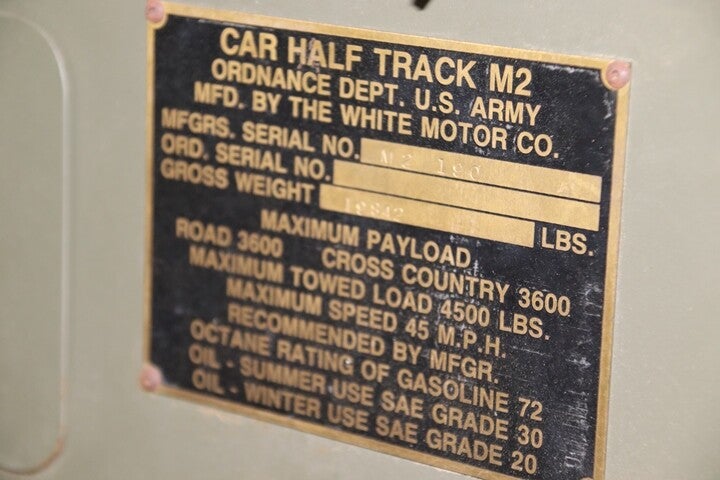 CAR HALF TRACK M2
ORDNANCE DEPT. U.S. ARMY
MFD. BY THE WHITE MOTOR CO.
MFGRS. SERIAL NO. M2 190
ORD. SERIAL NO.
GROSS WEIGHT LBS.
MAXIMUM PAYLOAD
ROAD 3600 CROSS COUNTRY 3600
MAXIMUM TOWED LOAD 4500 LBS.
MAXIMUM SPEED 45 M.P.H.
RECOMMENDED BY MFGR.
OCTANE RATING OF GASOLINE 72
OIL - SUMMER USE SAE GRADE 30
OIL - WINTER USE SAE GRADE 20